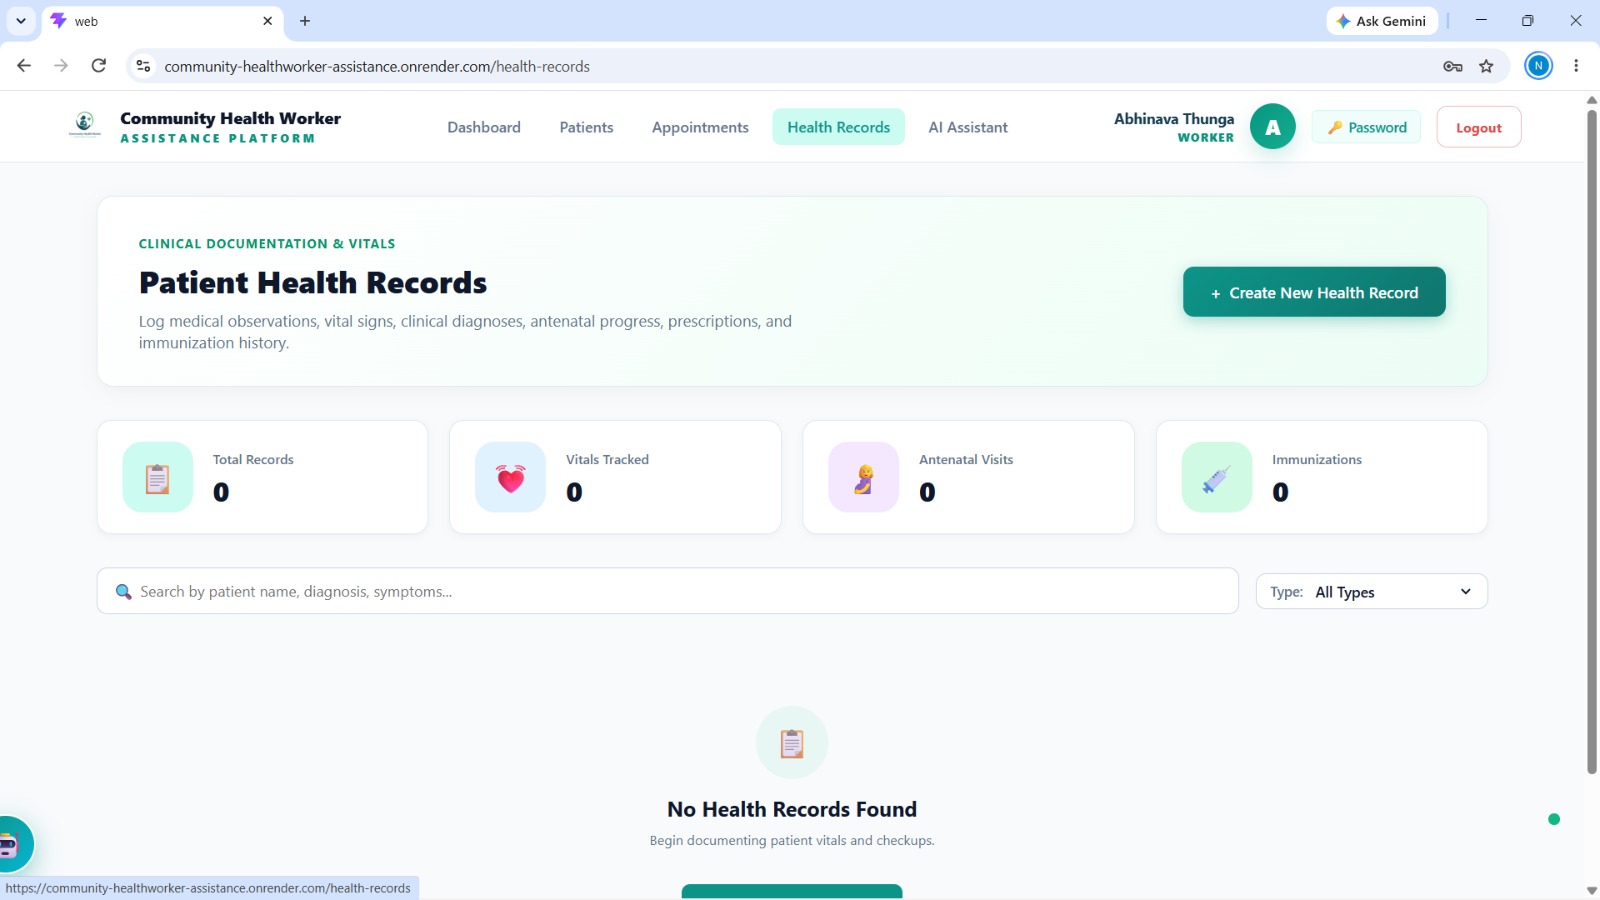 web
Ask Gemini
community-healthworker-assistance.onrender.com/health-records
N
Community Health Worker
ASSISTANCE PLATFORM
Dashboard
Patients
Appointments
Health Records
AI Assistant
Abhinava Thunga
WORKER
A
Password
Logout
CLINICAL DOCUMENTATION & VITALS
Patient Health Records
Log medical observations, vital signs, clinical diagnoses, antenatal progress, prescriptions, and
immunization history.
+ Create New Health Record
Total Records
0
Vitals Tracked
0
Antenatal Visits
0
Immunizations
0
Search by patient name, diagnosis, symptoms...
Type: All Types
No Health Records Found
Begin documenting patient vitals and checkups.
https://community-healthworker-assistance.onrender.com/health-records